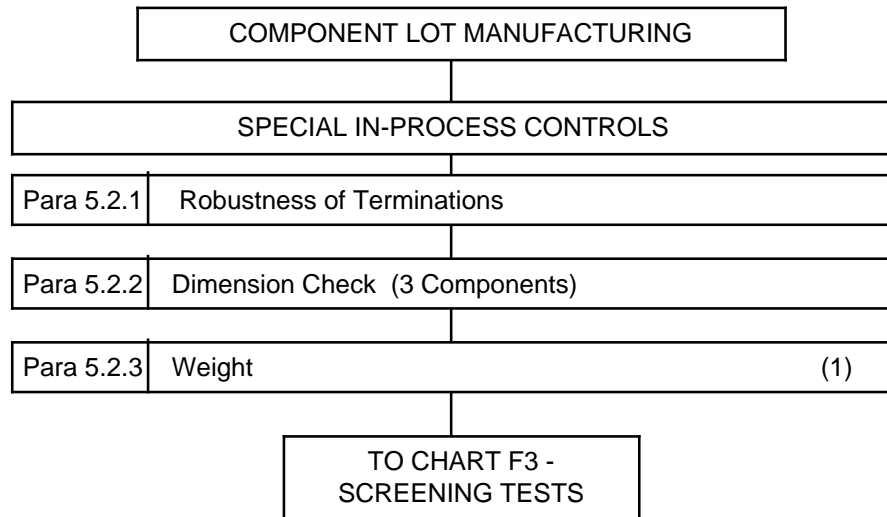 COMPONENT LOT MANUFACTURING
SPECIAL IN-PROCESS CONTROLS
Para 5.2.1 Robustness of Terminations
Para 5.2.2 Dimension Check (3 Components)
Para 5.2.3 Weight (1)
TO CHART F3 -
SCREENING TESTS